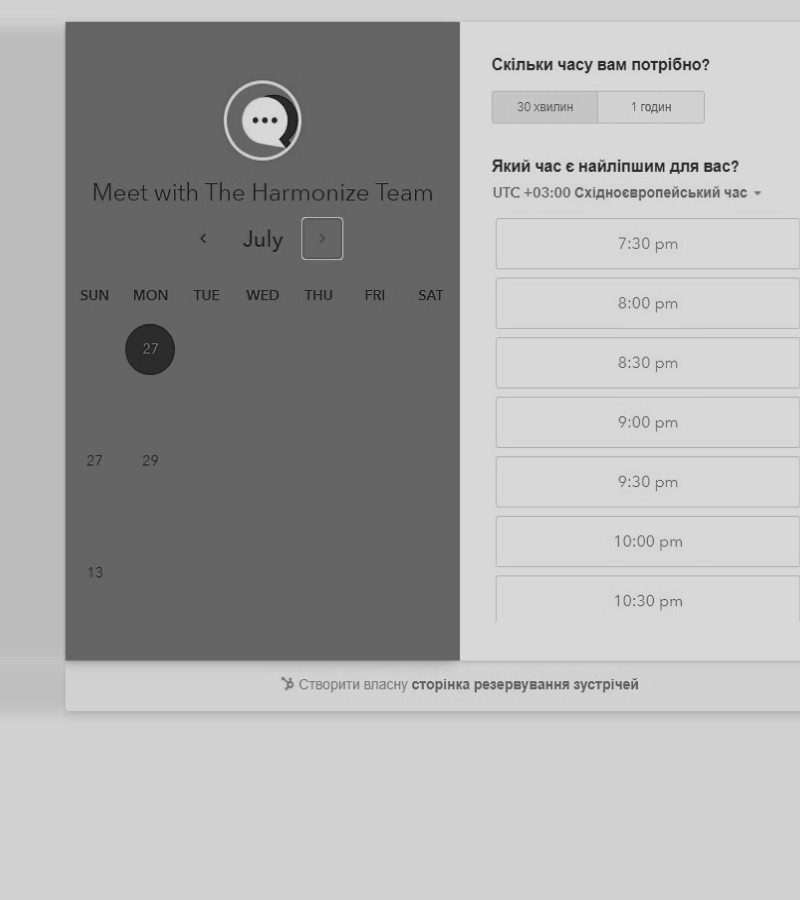 Meet with The Harmonize Team
July
SUN MON TUE WED THU FRI SAT
27
27 29
13
Скільки часу вам потрібно?
30 хвилин 1 годин
Який час є найліпшим для вас?
UTC +03:00 Східноєвропейський час
7:30 pm
8:00 pm
8:30 pm
9:00 pm
9:30 pm
10:00 pm
10:30 pm
Створити власну сторінка резервування зустрічей